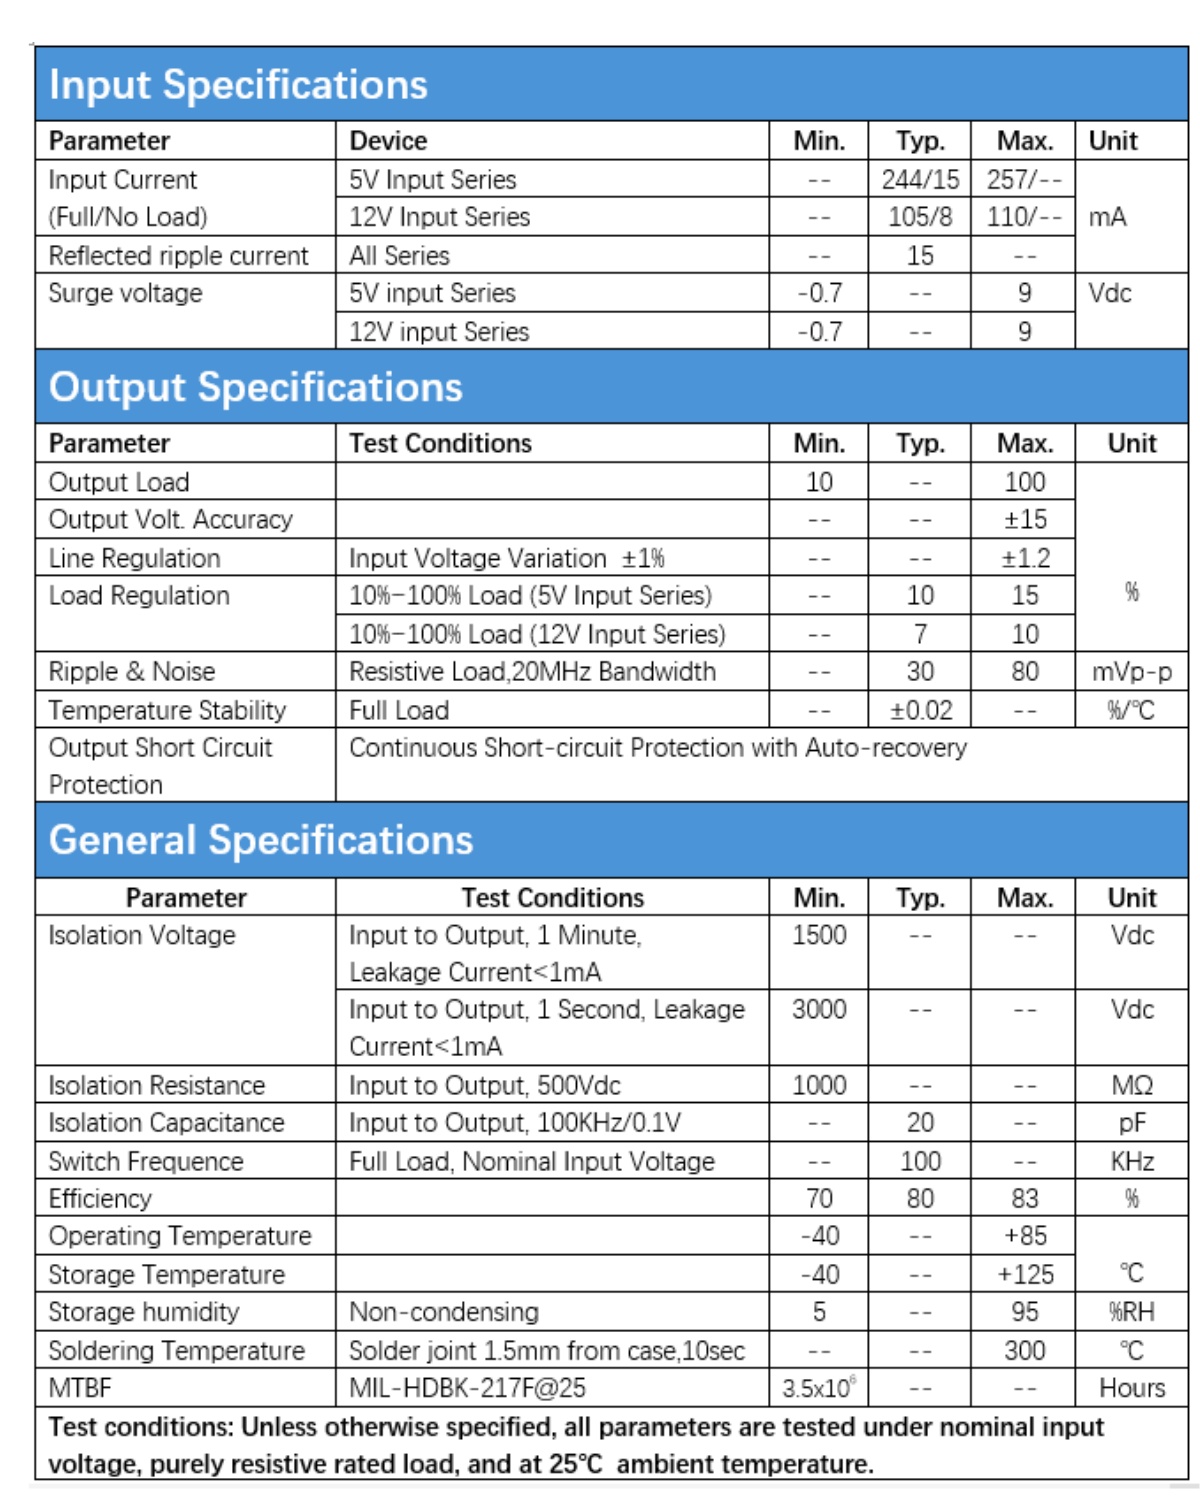 Input Specifications
Parameter Device Min. Typ. Max. Unit
Input Current 5V Input Series -- 244/15 257/--
(Full/No Load) 12V Input Series -- 105/8 110/-- mA
Reflected ripple current All Series -- 15 --
Surge voltage 5V input Series -0.7 -- 9 Vdc
12V input Series -0.7 -- 9
Output Specifications
Parameter Test Conditions Min. Typ. Max. Unit
Output Load 10 -- 100
Output Volt. Accuracy -- -- ±15
Line Regulation Input Voltage Variation ±1% -- -- ±1.2
Load Regulation 10%-100% Load (5V Input Series) -- 10 15 %
10%-100% Load (12V Input Series) -- 7 10
Ripple & Noise Resistive Load,20MHz Bandwidth -- 30 80 mVp-p
Temperature Stability Full Load -- ±0.02 -- %/℃
Output Short Circuit Continuous Short-circuit Protection with Auto-recovery
Protection
General Specifications
Parameter Test Conditions Min. Typ. Max. Unit
Isolation Voltage Input to Output, 1 Minute, 1500 -- -- Vdc
Leakage Current<1mA
Input to Output, 1 Second, Leakage 3000 -- -- Vdc
Current<1mA
Isolation Resistance Input to Output, 500Vdc 1000 -- -- MΩ
Isolation Capacitance Input to Output, 100KHz/0.1V -- 20 -- pF
Switch Frequence Full Load, Nominal Input Voltage -- 100 -- KHz
Efficiency 70 80 83 %
Operating Temperature -40 -- +85
Storage Temperature -40 -- +125 ℃
Storage humidity Non-condensing 5 -- 95 %RH
Soldering Temperature Solder joint 1.5mm from case,10sec -- -- 300 ℃
MTBF MIL-HDBK-217F@25 3.5x10⁶ -- -- Hours
Test conditions: Unless otherwise specified, all parameters are tested under nominal input
voltage, purely resistive rated load, and at 25℃ ambient temperature.